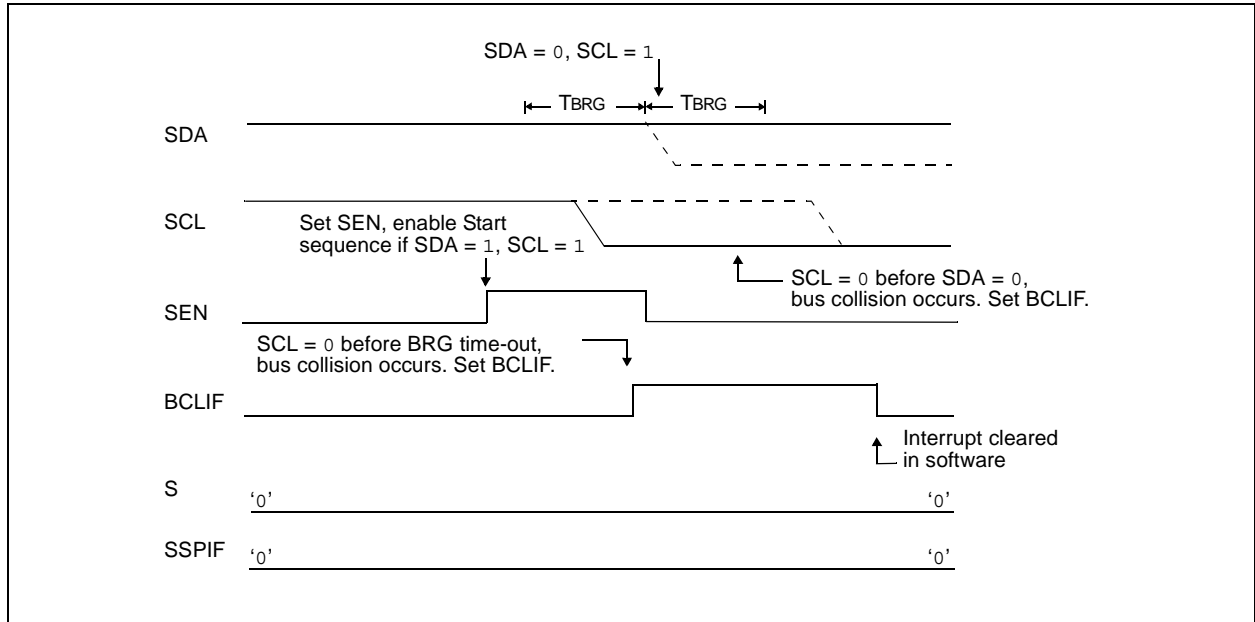 SDA = 0, SCL = 1
TBRG TBRG
SDA
SCL
Set SEN, enable Start
sequence if SDA = 1, SCL = 1
SCL = 0 before SDA = 0,
bus collision occurs. Set BCLIF.
SEN
SCL = 0 before BRG time-out,
bus collision occurs. Set BCLIF.
BCLIF
Interrupt cleared
in software
S
‘0’ ‘0’
SSPIF
‘0’ ‘0’